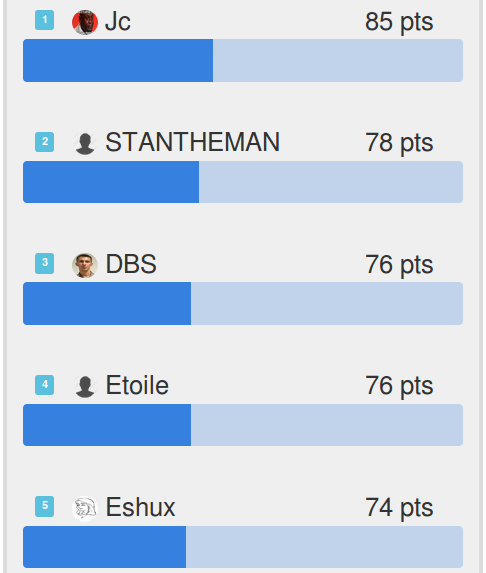 1 Jc 85 pts
2 STANTHEMAN 78 pts
3 DBS 76 pts
4 Etoile 76 pts
5 Eshux 74 pts